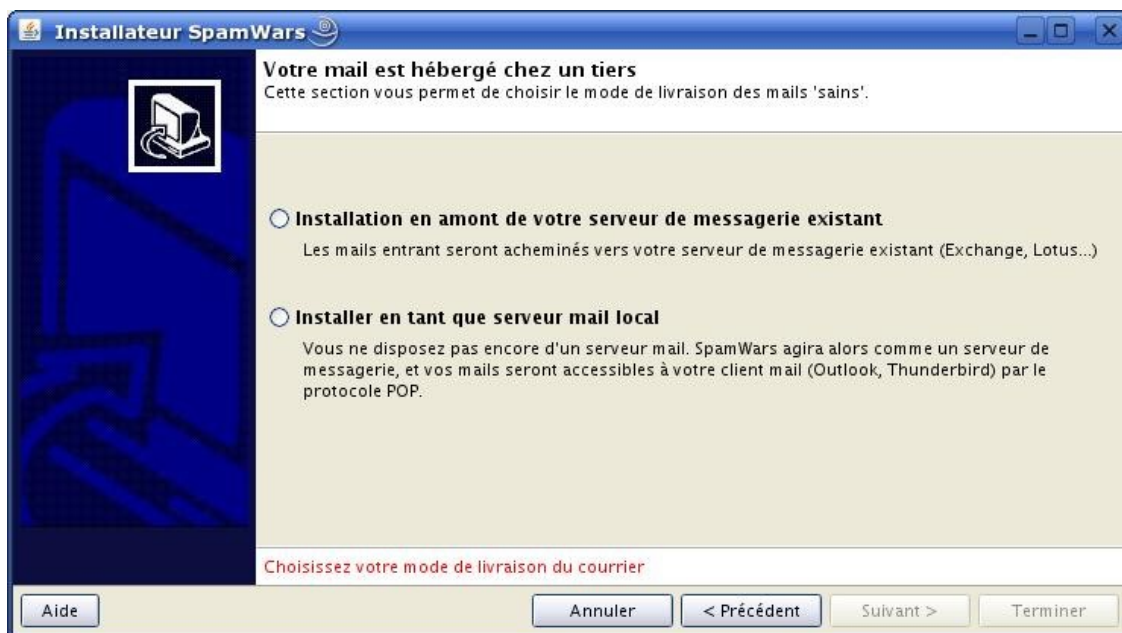 Installateur SpamWars
Votre mail est hébergé chez un tiers
Cette section vous permet de choisir le mode de livraison des mails 'sains'.
Installation en amont de votre serveur de messagerie existant
Les mails entrant seront acheminés vers votre serveur de messagerie existant (Exchange, Lotus...)
Installer en tant que serveur mail local
Vous ne disposez pas encore d'un serveur mail. SpamWars agira alors comme un serveur de
messagerie, et vos mails seront accessibles à votre client mail (Outlook, Thunderbird) par le
protocole POP.
Choisissez votre mode de livraison du courrier
Aide
Annuler
< Précédent
Suivant >
Terminer